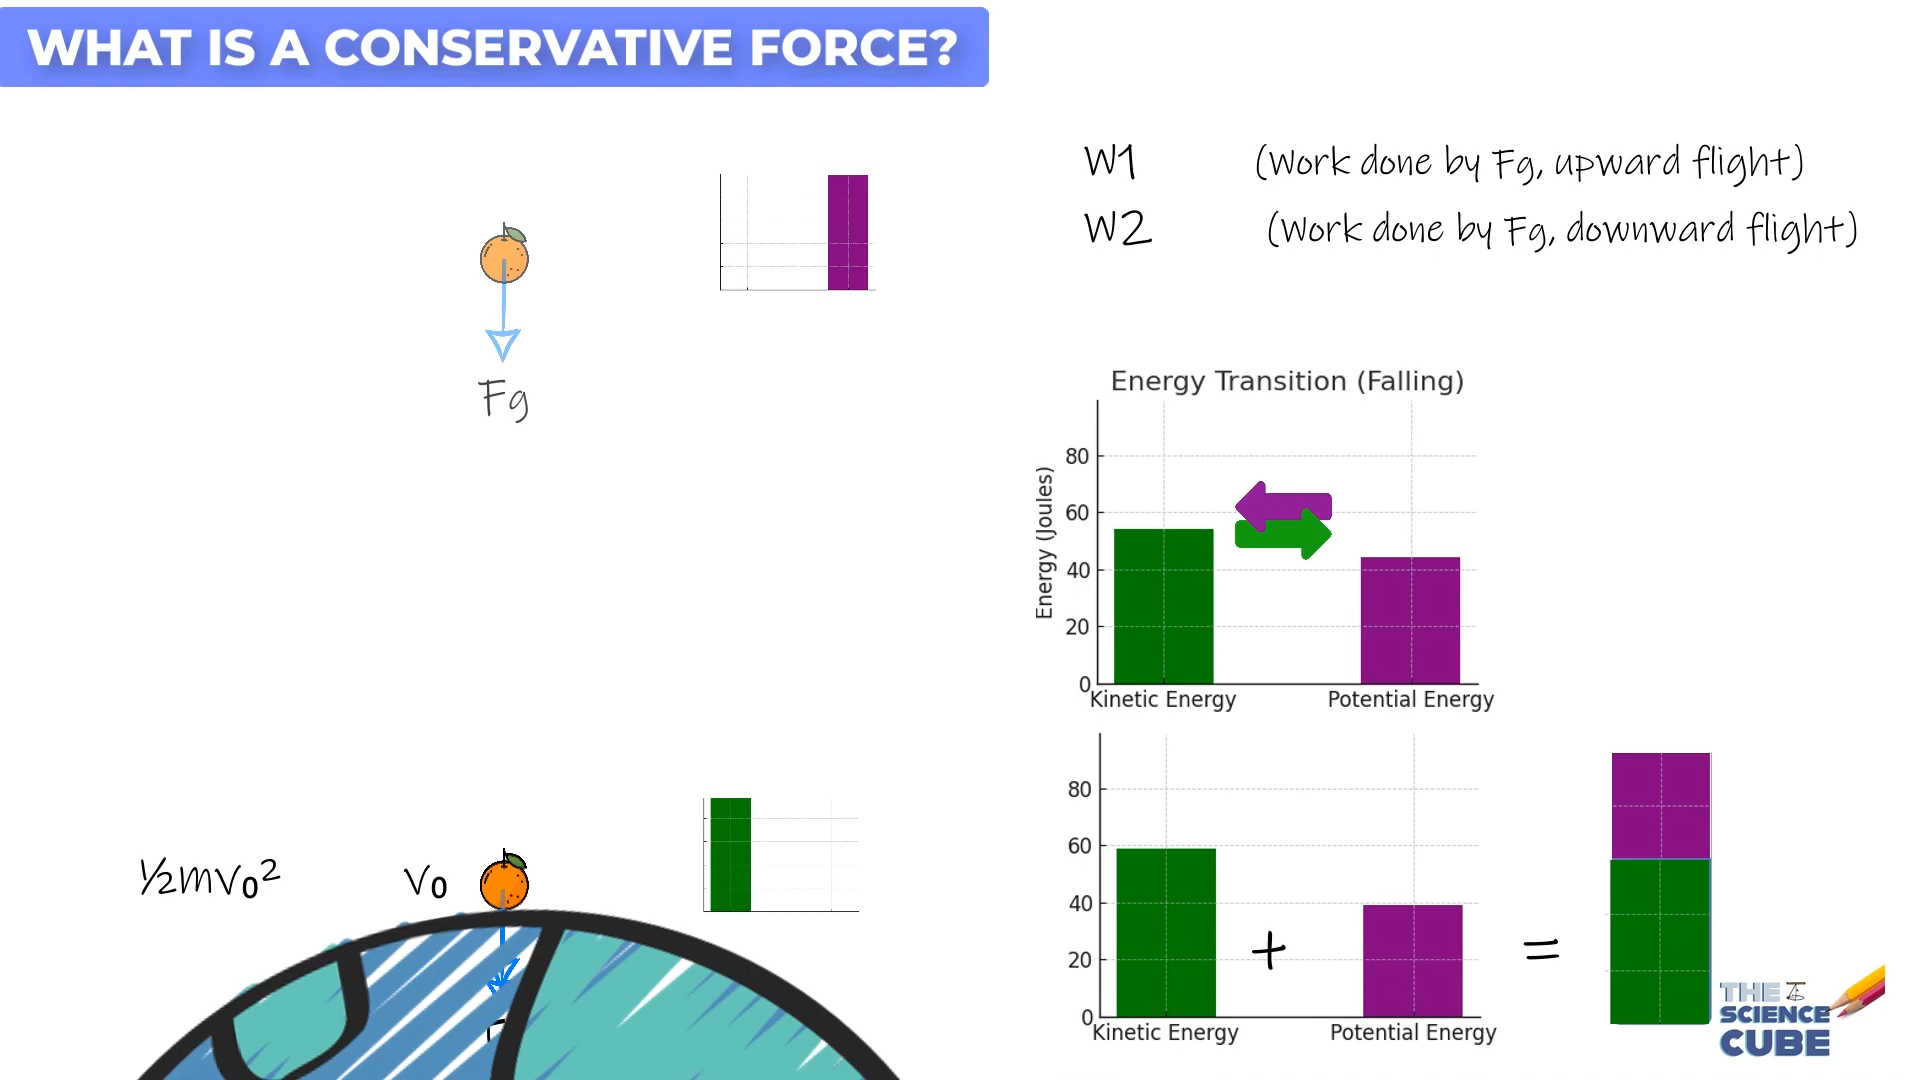 WHAT IS A CONSERVATIVE FORCE?
W1 (Work done by Fg, upward flight)
W2 (Work done by Fg, downward flight)
Fg
Energy Transition (Falling)
Energy (Joules)
80
60
40
20
0
Kinetic Energy Potential Energy
½mv₀² v₀
80
60
40
20
0
+ =
Kinetic Energy Potential Energy
THE
SCIENCE
CUBE